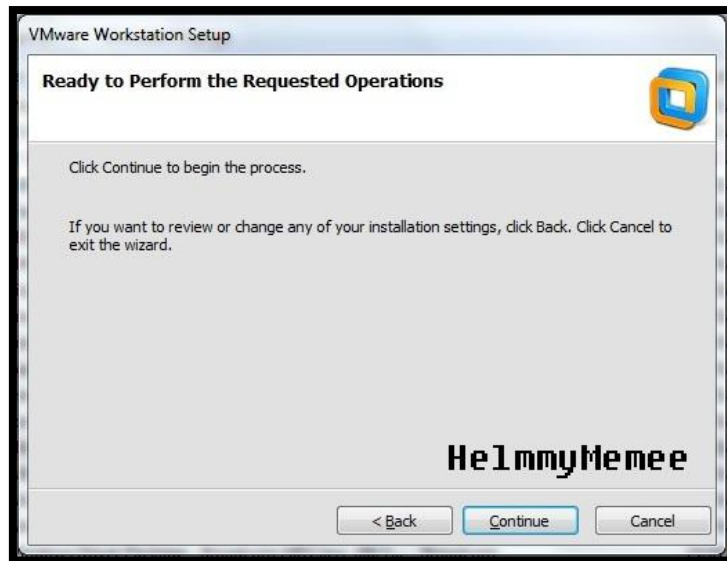 VMware Workstation Setup
Ready to Perform the Requested Operations
Click Continue to begin the process.
If you want to review or change any of your installation settings, click Back. Click Cancel to
exit the wizard.
HelmmyMemee
< Back
Continue
Cancel